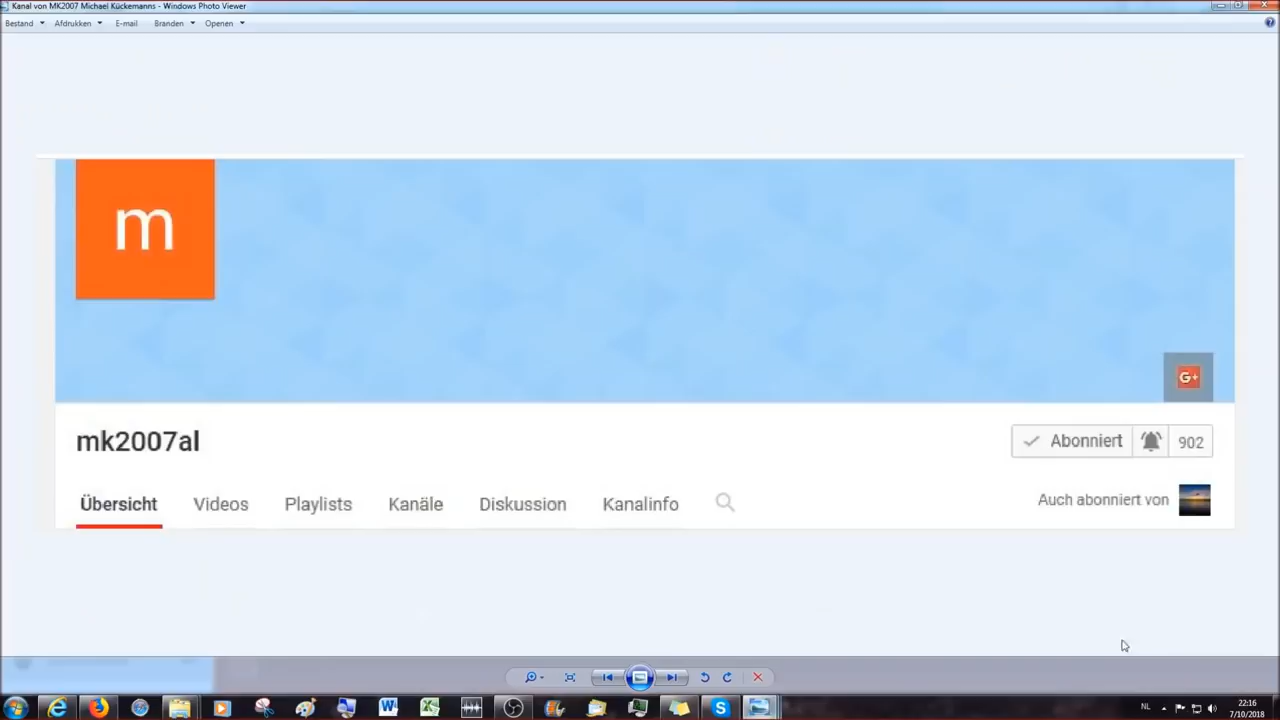 Kanal von MK2007 Michael Kückemanns - Windows Photo Viewer
Bestand Afdrukken E-mail Branden Openen
m
G+
mk2007al
Abonniert 902
Übersicht Videos Playlists Kanäle Diskussion Kanalinfo
Auch abonniert von
NL
22:16
7/10/2018